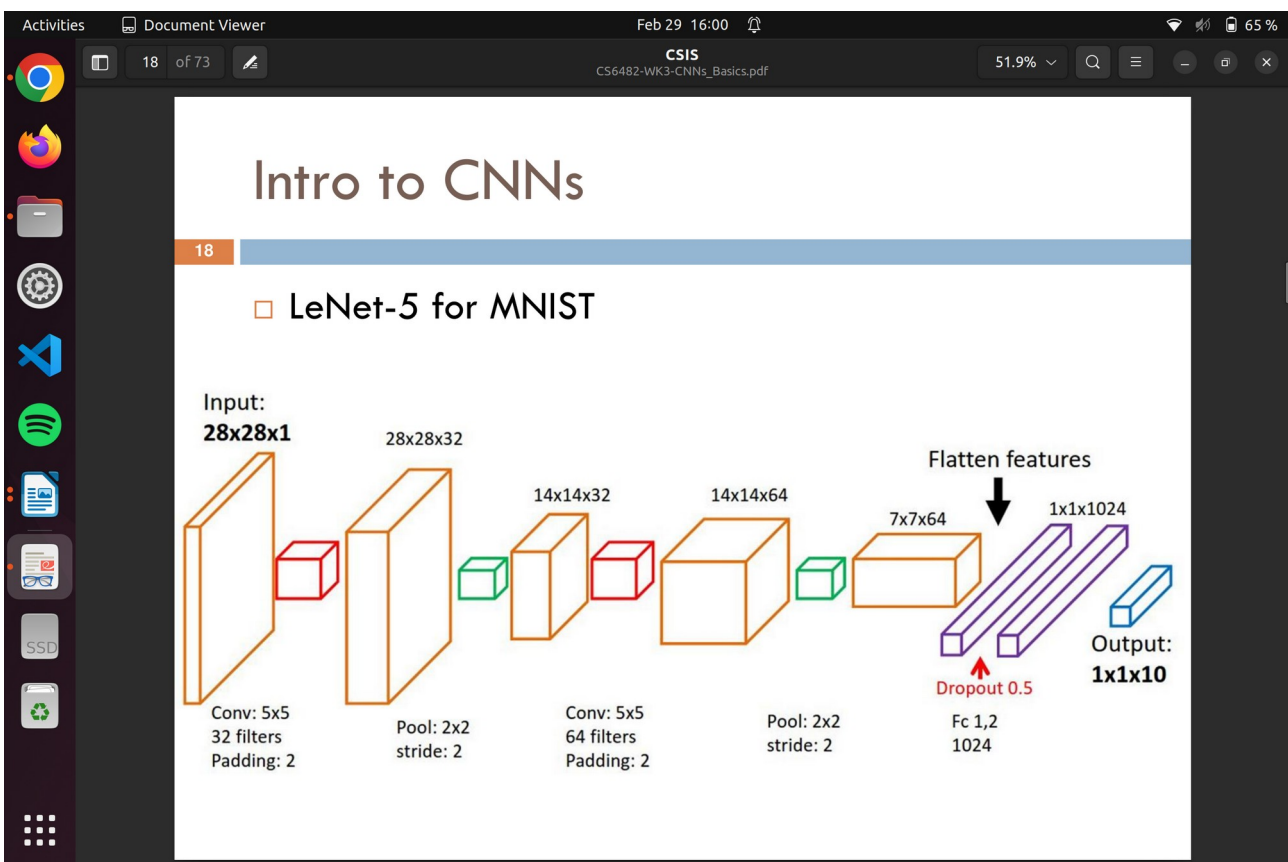 Activities Document Viewer Feb 29 16:00 65 %
18 of 73 CSIS 51.9%
CS6482-WK3-CNNs_Basics.pdf
Intro to CNNs
18
LeNet-5 for MNIST
Input:
28x28x1
28x28x32
14x14x32
14x14x64
7x7x64
Flatten features
1x1x1024
Output:
1x1x10
Dropout 0.5
Conv: 5x5
32 filters
Padding: 2
Pool: 2x2
stride: 2
Conv: 5x5
64 filters
Padding: 2
Pool: 2x2
stride: 2
Fc 1,2
1024
SSD